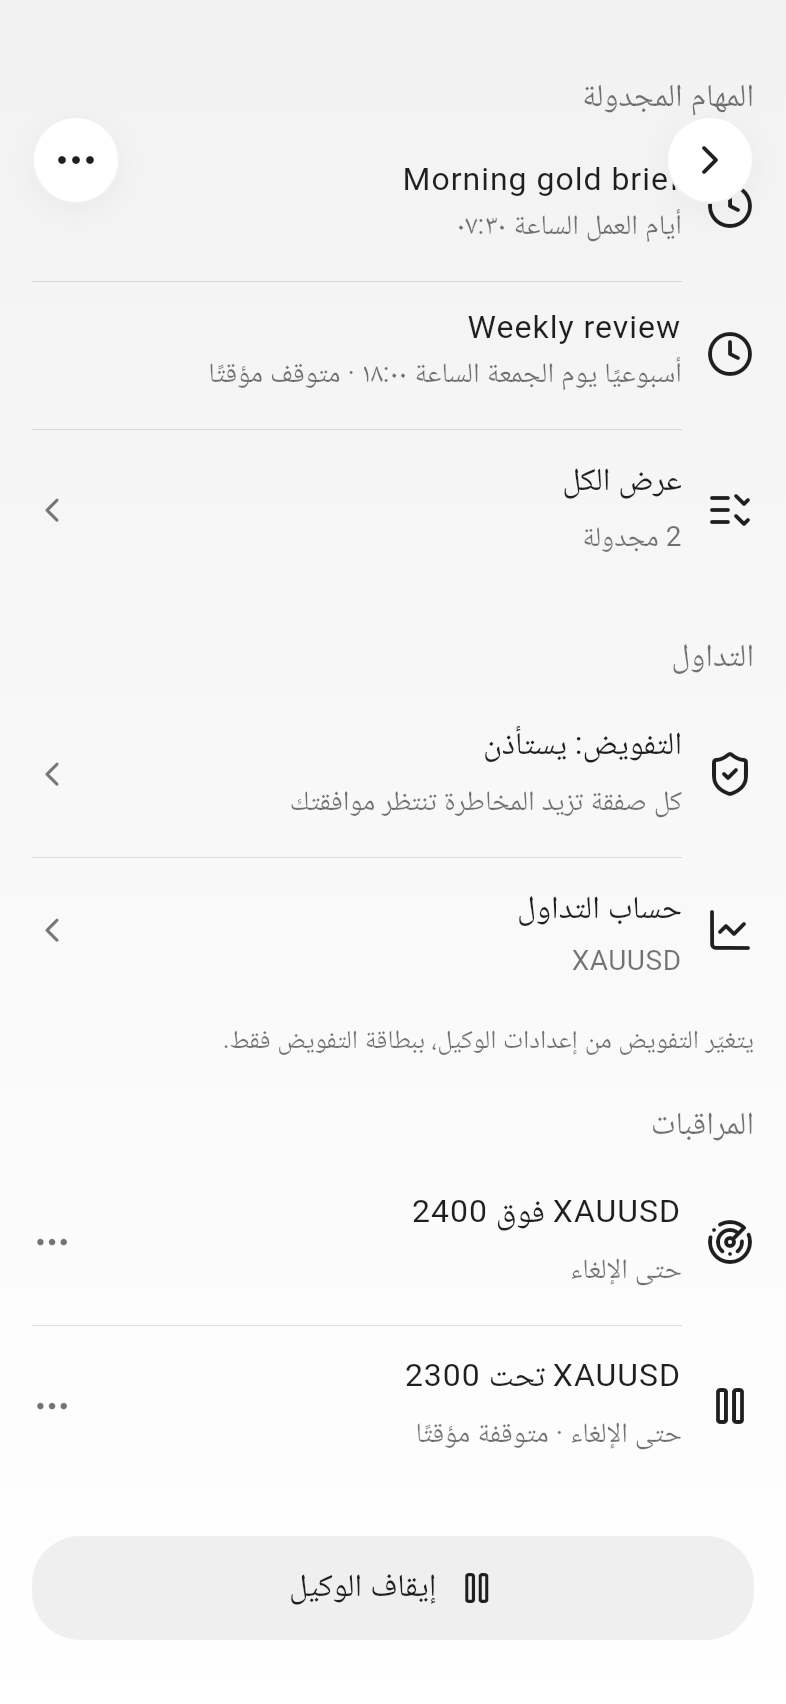 المهام المجدولة
Morning gold brief
أيام العمل الساعة ٠٧:٣٠
Weekly review
أسبوعيًا يوم الجمعة الساعة ١٨:٠٠ · متوقف مؤقتًا
عرض الكل
2 مجدولة
التداول
التفويض: يستأذن
كل صفقة تزيد المخاطرة تنتظر موافقتك
حساب التداول
XAUUSD
يتغيّر التفويض من إعدادات الوكيل، ببطاقة التفويض فقط.
المراقبات
XAUUSD فوق 2400
حتى الإلغاء
XAUUSD تحت 2300
حتى الإلغاء · متوقفة مؤقتًا
إيقاف الوكيل